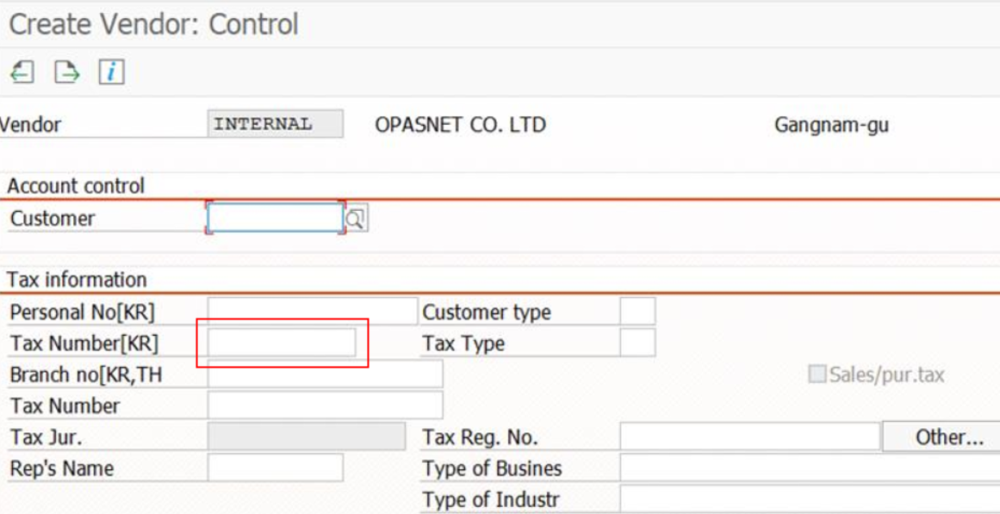 Create Vendor: Control
Vendor INTERNAL OPASNET CO. LTD Gangnam-gu
Account control
Customer
Tax information
Personal No[KR] Customer type
Tax Number[KR] Tax Type
Branch no[KR,TH Sales/pur.tax
Tax Number
Tax Jur. Tax Reg. No. Other...
Rep's Name Type of Busines
Type of Industr